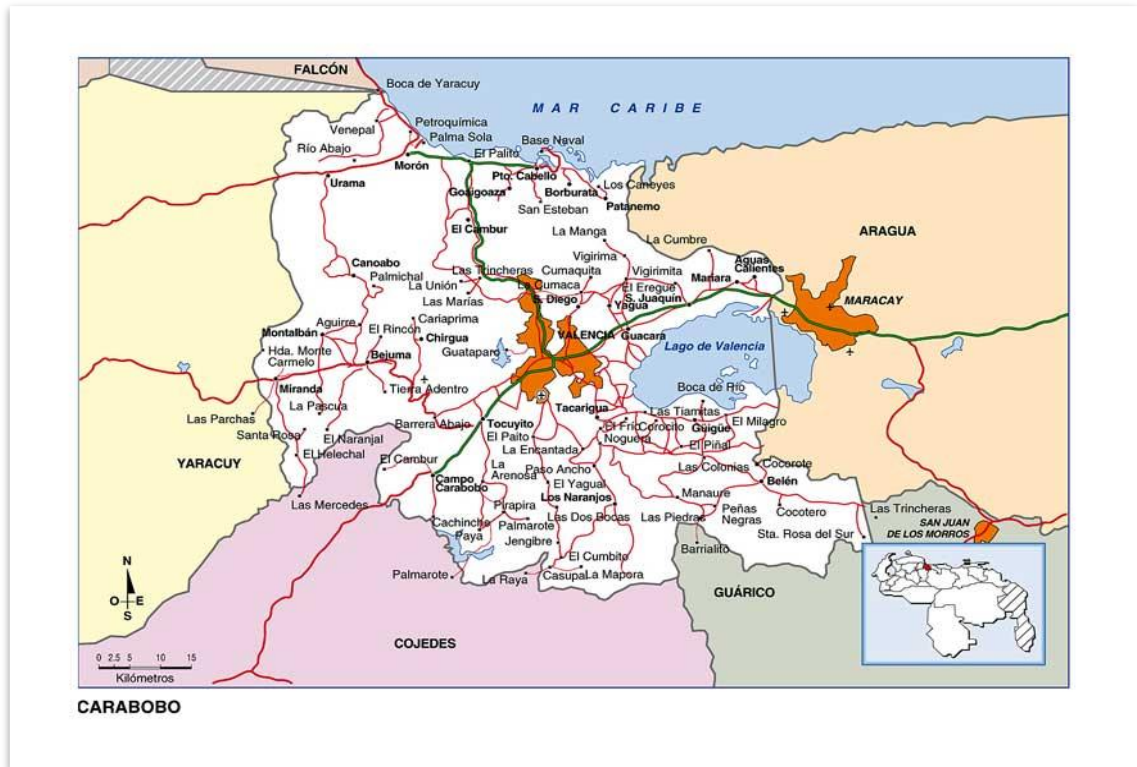 FALCÓN
Boca de Yaracuy
MAR CARIBE
Petroquímica
Venepal
Palma Sola
Base Naval
Río Abajo
El Palito
Morón
Pto. Cabello
Urama
Goaigoaza
Borburata
Los Caneyes
San Esteban
Patanemo
El Cambur
La Manga
La Cumbre
ARAGUA
Vigirima
Canoabo
Palmichal
Las Trincheras
Cumaquita
Vigirimita
Mariara
Aguas
Calientes
La Unión
La Cumaca
El Eregue
Las Marías
S. Diego
Yagua
S. Juaquín
MARACAY
Aguirre
Cariaprima
Montalbán
El Rincón
Chirgua
VALENCIA
Guacara
Guataparo
Lago de Valencia
Hda. Monte
Carmelo
Bejuma
Miranda
Tierra Adentro
Boca de Río
La Pascua
Las Parchas
Barrera Abajo
Tocuyito
Tacarigua
Las Tiamitas
Santa Rosa
El Naranjal
El Paito
El Frío
Corocito
Güigüe
El Milagro
Noguera
El Helechal
La Encantada
El Piñal
YARACUY
El Cambur
La
Arenosa
Paso Ancho
Las Colonias
Cocorote
Campo
Carabobo
El Yagual
Belén
Las Mercedes
Los Naranjos
Manaure
Pirapira
Peñas
Negras
Cocotero
Las Trincheras
Cachinche
Palmarote
Las Dos Bocas
Las Piedras
SAN JUAN
DE LOS MORROS
Paya
Jengibre
Sta. Rosa del Sur
Barrialito
El Cumbito
Palmarote
La Raya
Casupal
La Mapora
GUÁRICO
N
O E
S
COJEDES
0 2.5 5 10 15
Kilómetros
CARABOBO